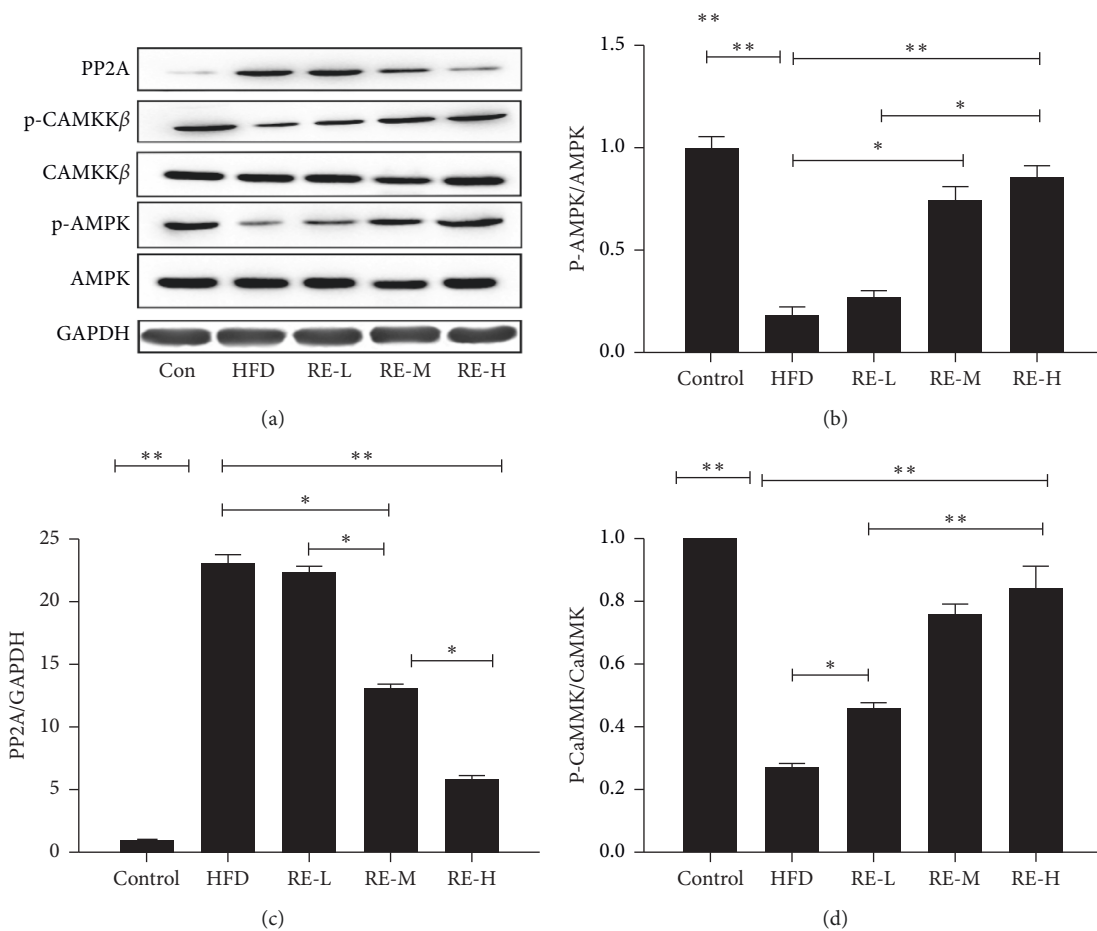 PP2A
p-CAMKKβ
CAMKKβ
p-AMPK
AMPK
GAPDH
Con HFD RE-L RE-M RE-H
(a)
**
** **
*
*
P-AMPK/AMPK
1.5
1.0
0.5
0.0
Control HFD RE-L RE-M RE-H
(b)
** **
*
*
*
PP2A/GAPDH
25
20
15
10
5
0
Control HFD RE-L RE-M RE-H
(c)
** **
**
*
P-CaMMK/CaMMK
1.0
0.8
0.6
0.4
0.2
0.0
Control HFD RE-L RE-M RE-H
(d)